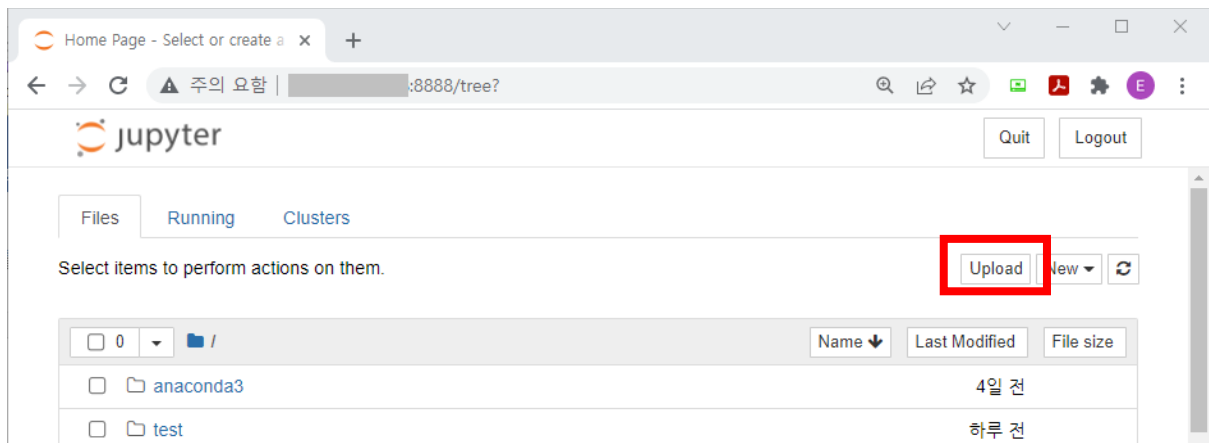 Home Page - Select or create a
주의 요함 :8888/tree?
E
jupyter
Quit Logout
Files Running Clusters
Select items to perform actions on them.
Upload New
0 / Name Last Modified File size
anaconda3 4일 전
test 하루 전